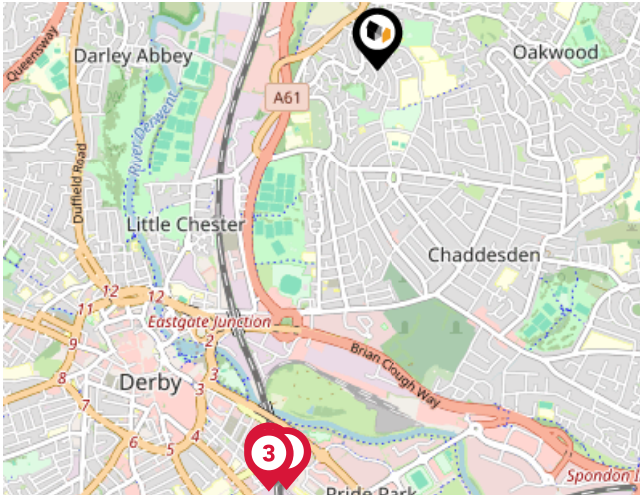 Queensway
Darley Abbey
Oakwood
A61
River Derwent
Duffield Road
Little Chester
Chaddesden
12
12
11
Eastgate Junction
9
2
Brian Clough Way
8
Derby
3
3
7
6
5
4
3
Pride Park